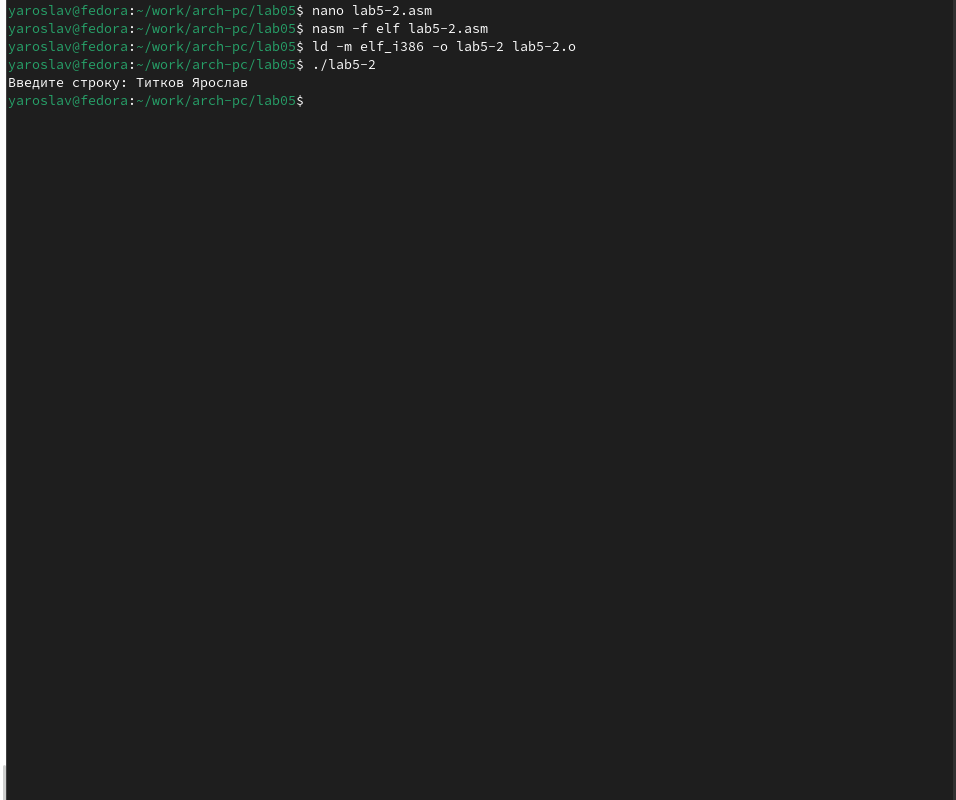 yaroslav@fedora:~/work/arch-pc/lab05$ nano lab5-2.asm
yaroslav@fedora:~/work/arch-pc/lab05$ nasm -f elf lab5-2.asm
yaroslav@fedora:~/work/arch-pc/lab05$ ld -m elf_i386 -o lab5-2 lab5-2.o
yaroslav@fedora:~/work/arch-pc/lab05$ ./lab5-2
Введите строку: Титков Ярослав
yaroslav@fedora:~/work/arch-pc/lab05$